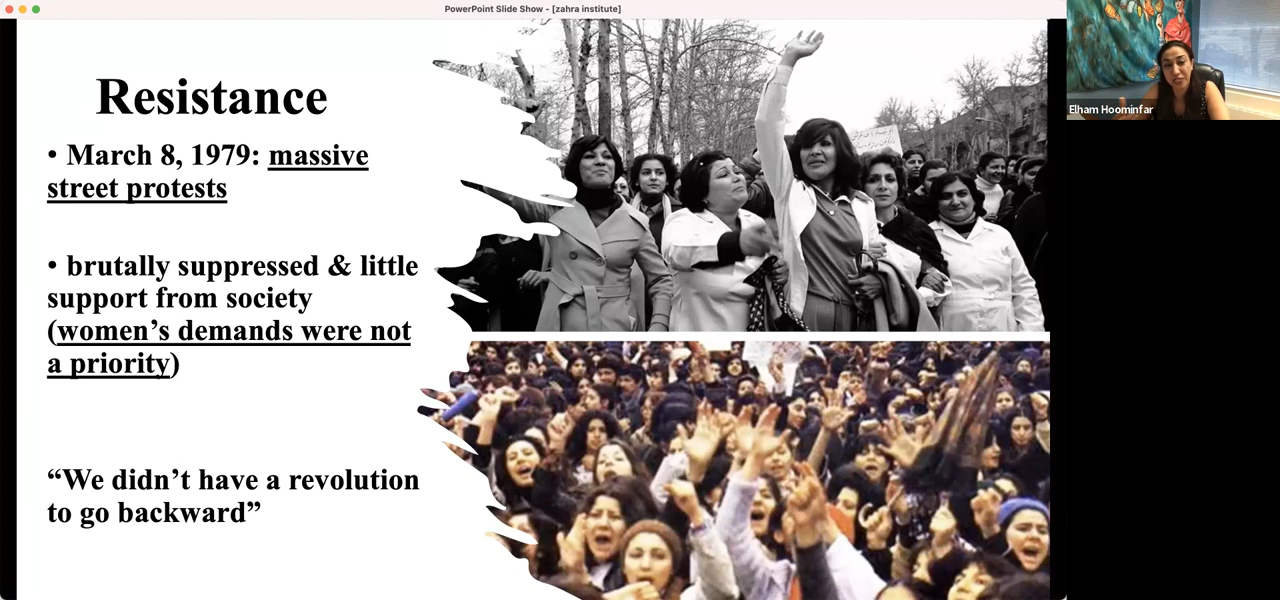 PowerPoint Slide Show - [zahra institute]
Resistance
• March 8, 1979: massive
street protests
• brutally suppressed & little
support from society
(women’s demands were not
a priority)
“We didn’t have a revolution
to go backward”
Elham Hoominfar